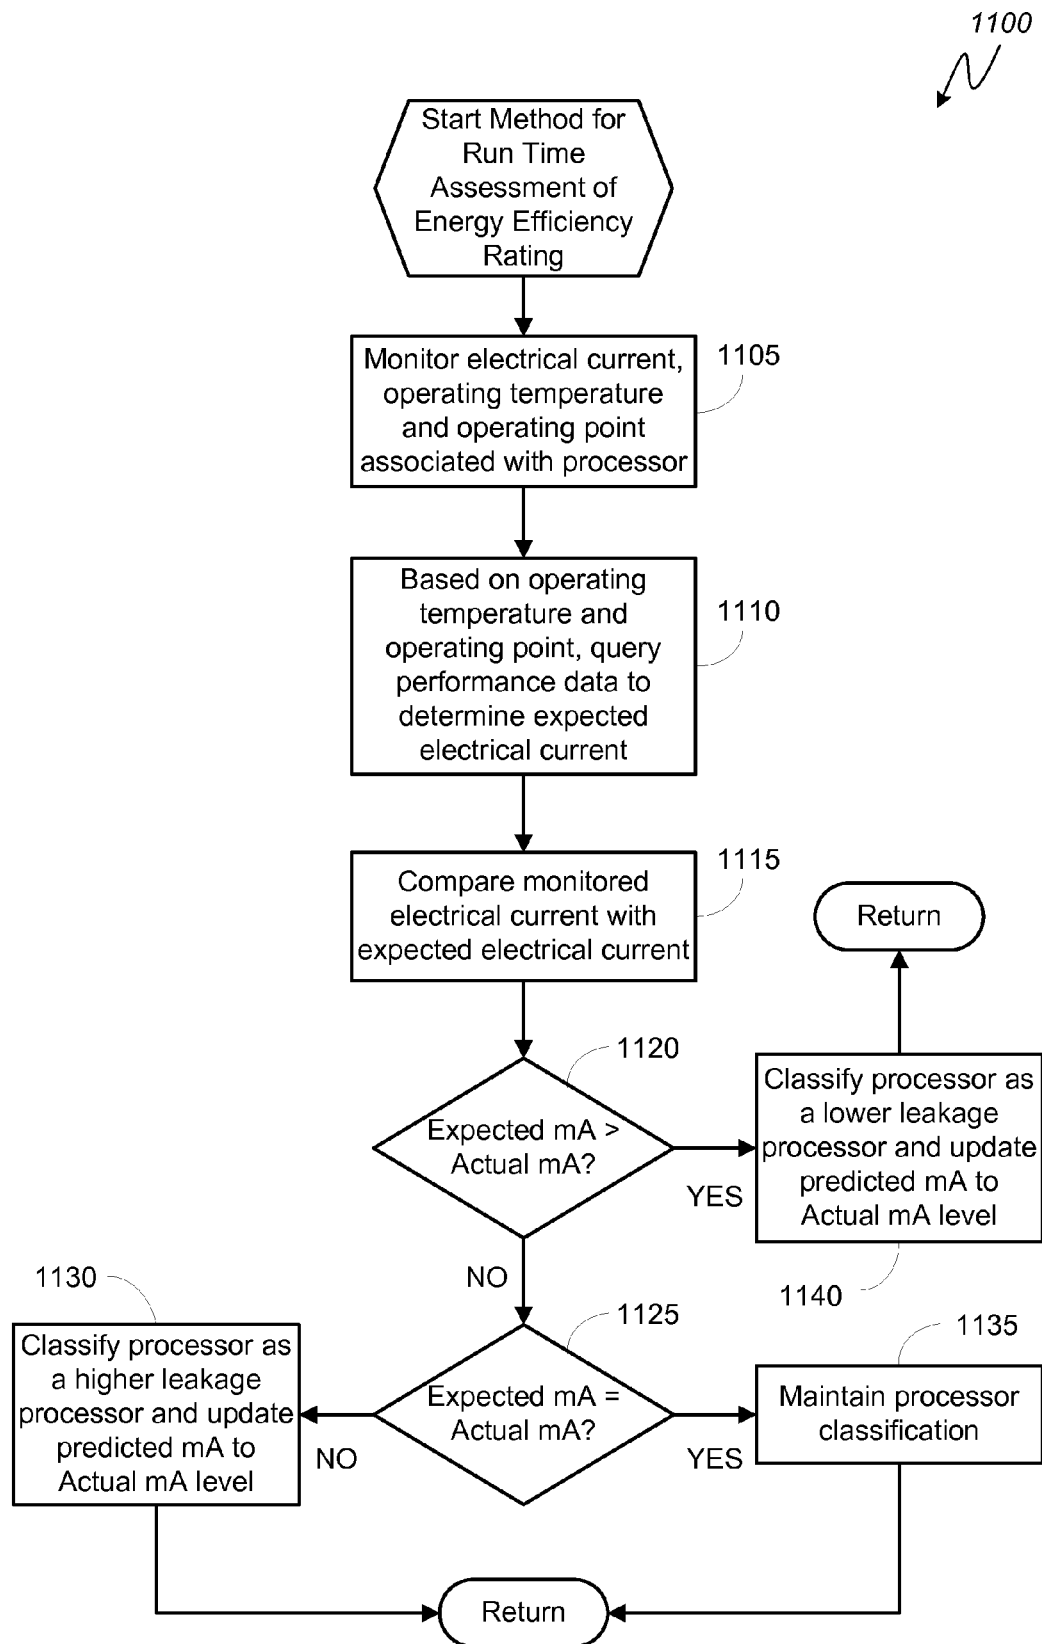 1100
Start Method for
Run Time
Assessment of
Energy Efficiency
Rating
1105
Monitor electrical current,
operating temperature
and operating point
associated with processor
1110
Based on operating
temperature and
operating point, query
performance data to
determine expected
electrical current
1115
Compare monitored
electrical current with
expected electrical current
Return
1120
Expected mA >
Actual mA?
YES
Classify processor as
a lower leakage
processor and update
predicted mA to
Actual mA level
1140
NO
1130
Classify processor as
a higher leakage
processor and update
predicted mA to
Actual mA level
1125
Expected mA =
Actual mA?
NO
YES
1135
Maintain processor
classification
Return